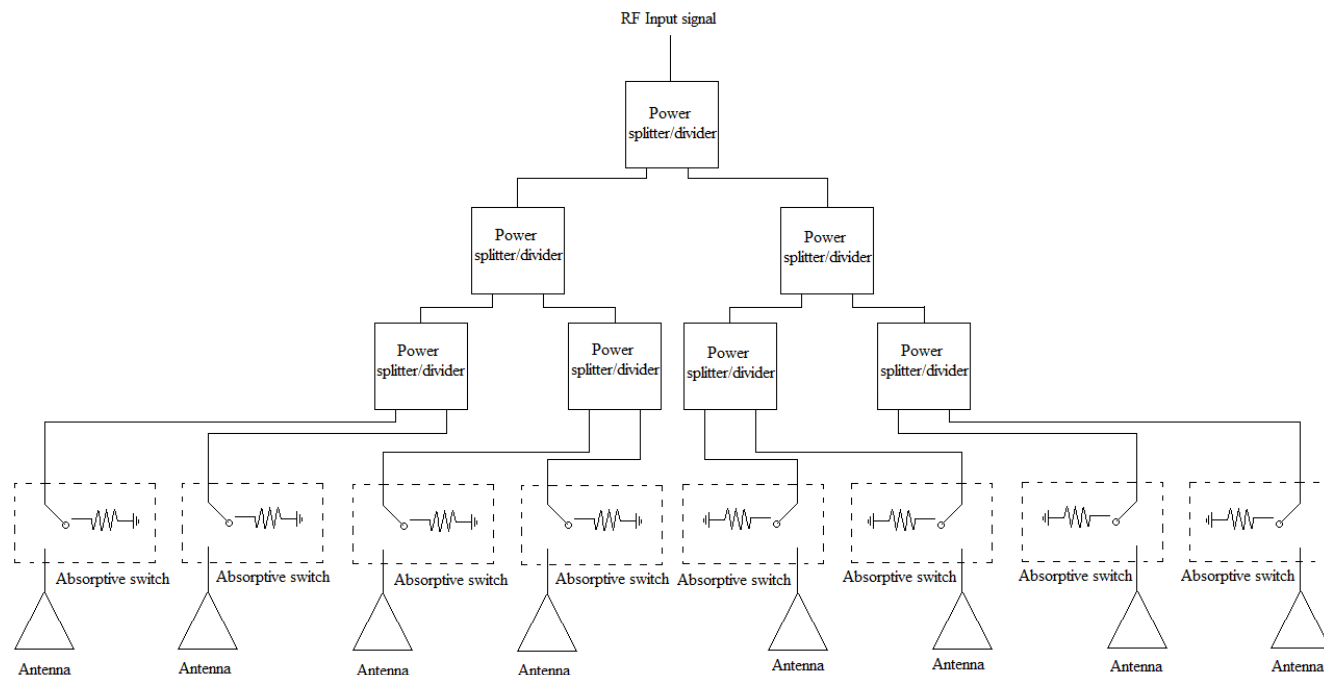 RF Input signal
Power
splitter/divider
Power
splitter/divider
Power
splitter/divider
Power
splitter/divider
Power
splitter/divider
Power
splitter/divider
Power
splitter/divider
Absorptive switch
Absorptive switch
Absorptive switch
Absorptive switch
Absorptive switch
Absorptive switch
Absorptive switch
Absorptive switch
Antenna
Antenna
Antenna
Antenna
Antenna
Antenna
Antenna
Antenna